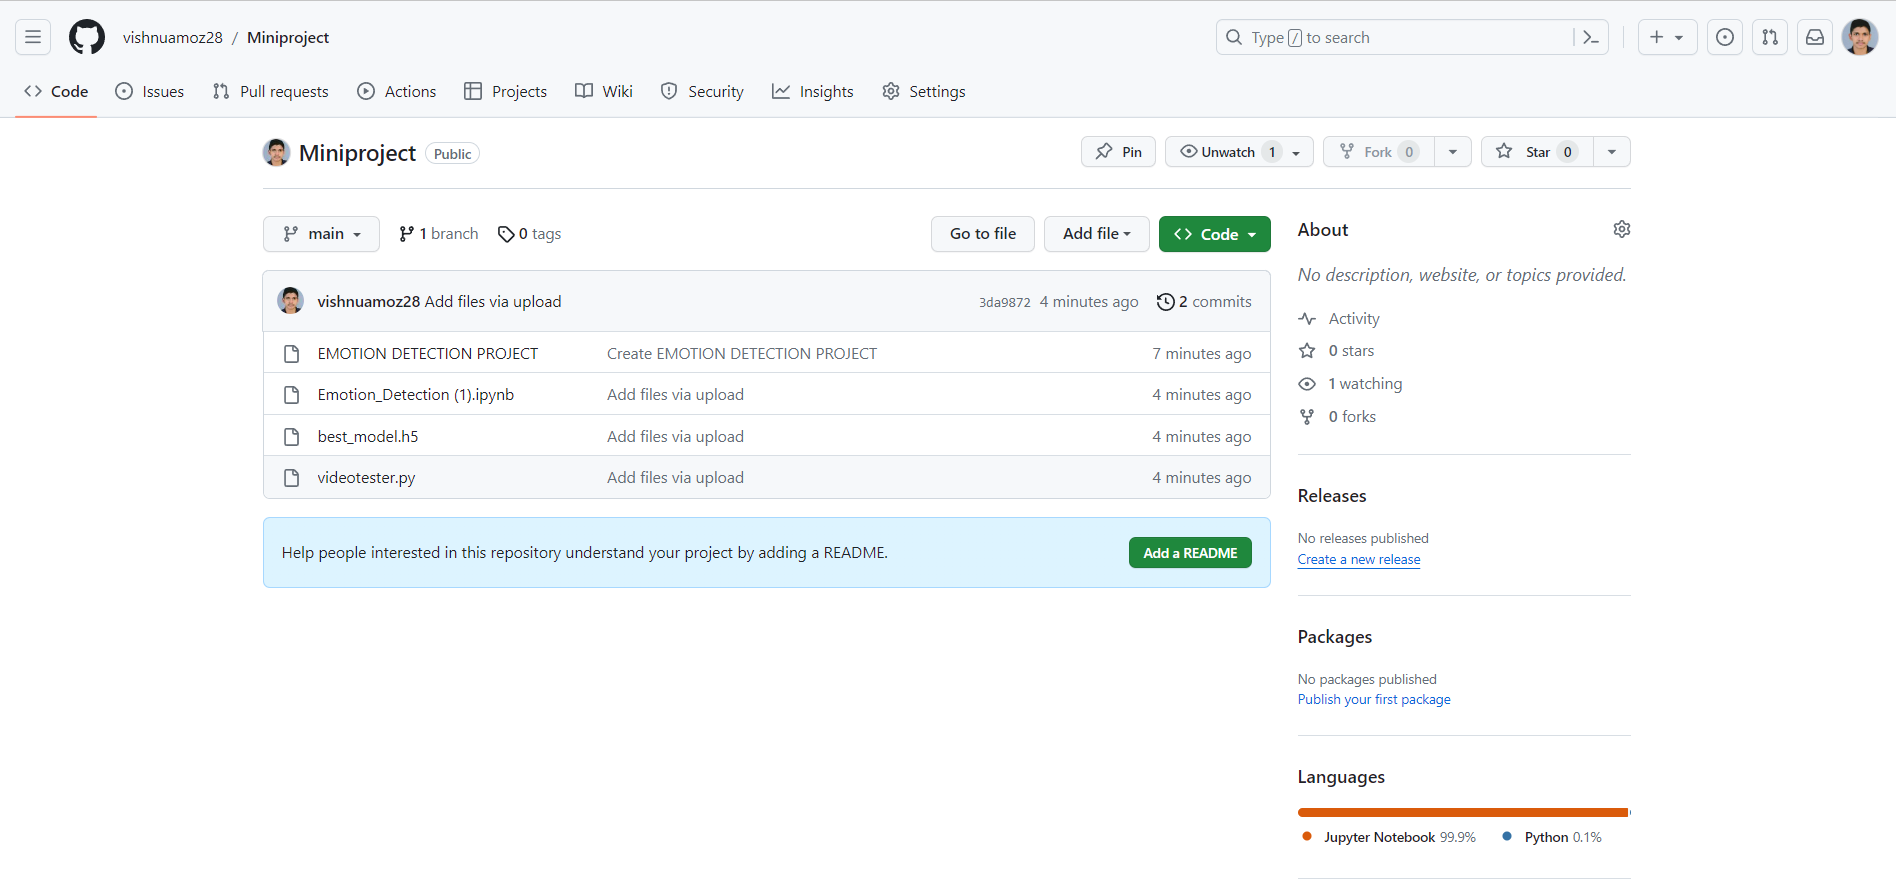 vishnuamoz28 / Miniproject
Type / to search
Code Issues Pull requests Actions Projects Wiki Security Insights Settings
Miniproject Public
Pin Unwatch 1 Fork 0 Star 0
main 1 branch 0 tags
Go to file Add file Code
vishnuamoz28 Add files via upload 3da9872 4 minutes ago 2 commits
EMOTION DETECTION PROJECT Create EMOTION DETECTION PROJECT 7 minutes ago
Emotion_Detection (1).ipynb Add files via upload 4 minutes ago
best_model.h5 Add files via upload 4 minutes ago
videotester.py Add files via upload 4 minutes ago
Help people interested in this repository understand your project by adding a README. Add a README
About
No description, website, or topics provided.
Activity
0 stars
1 watching
0 forks
Releases
No releases published
Create a new release
Packages
No packages published
Publish your first package
Languages
Jupyter Notebook 99.9% Python 0.1%